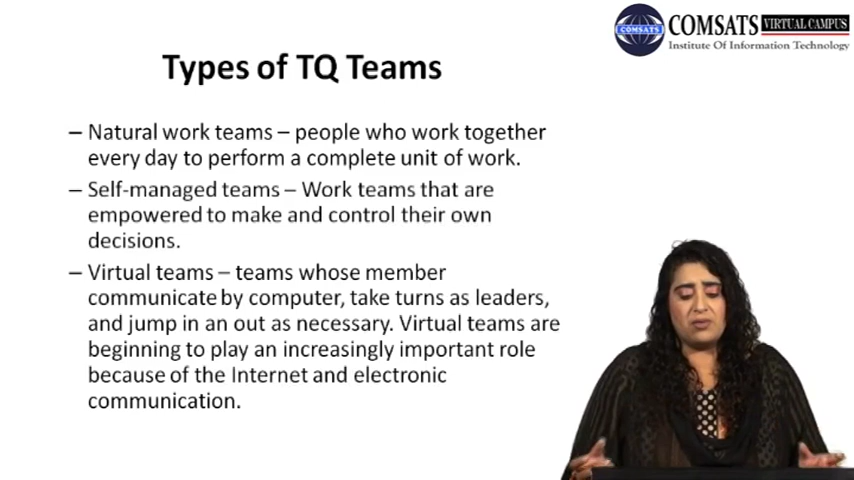 COMSATS VIRTUAL CAMPUS
Institute Of Information Technology
COMSATS
Types of TQ Teams
– Natural work teams – people who work together
every day to perform a complete unit of work.
– Self-managed teams – Work teams that are
empowered to make and control their own
decisions.
– Virtual teams – teams whose member
communicate by computer, take turns as leaders,
and jump in an out as necessary. Virtual teams are
beginning to play an increasingly important role
because of the Internet and electronic
communication.